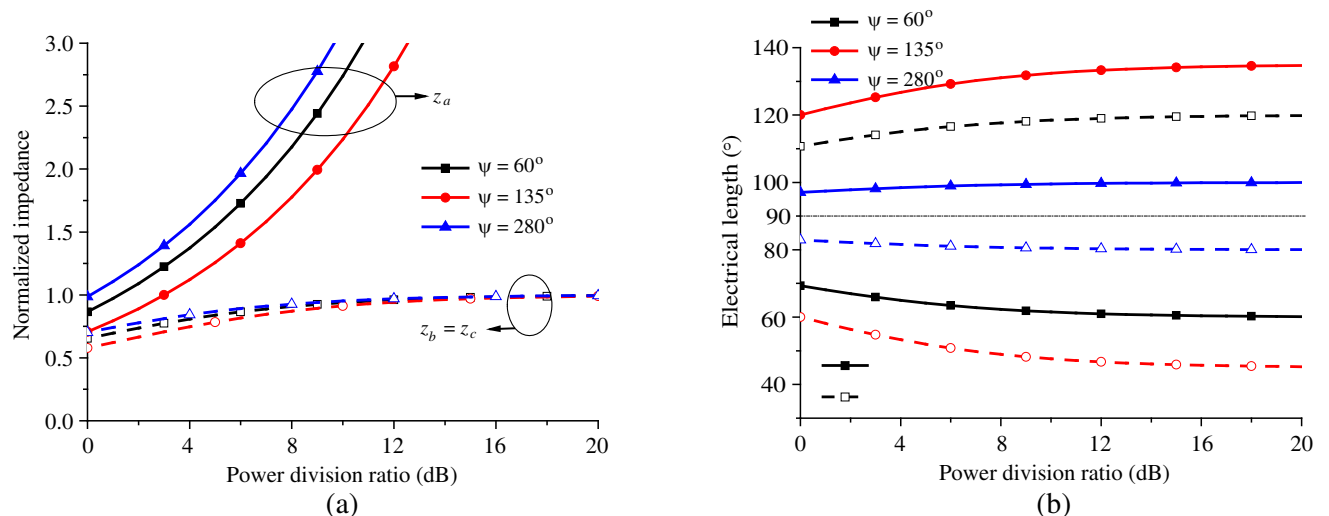 3.0
2.5
2.0
1.5
1.0
0.5
0.0
0 4 8 12 16 20
Normalized impedance
Power division ratio (dB)
z_a
ψ = 60°
ψ = 135°
ψ = 280°
z_b = z_c
(a)
ψ = 60°
ψ = 135°
ψ = 280°
140
120
100
90
80
60
40
0 4 8 12 16 20
Electrical length (°)
Power division ratio (dB)
(b)